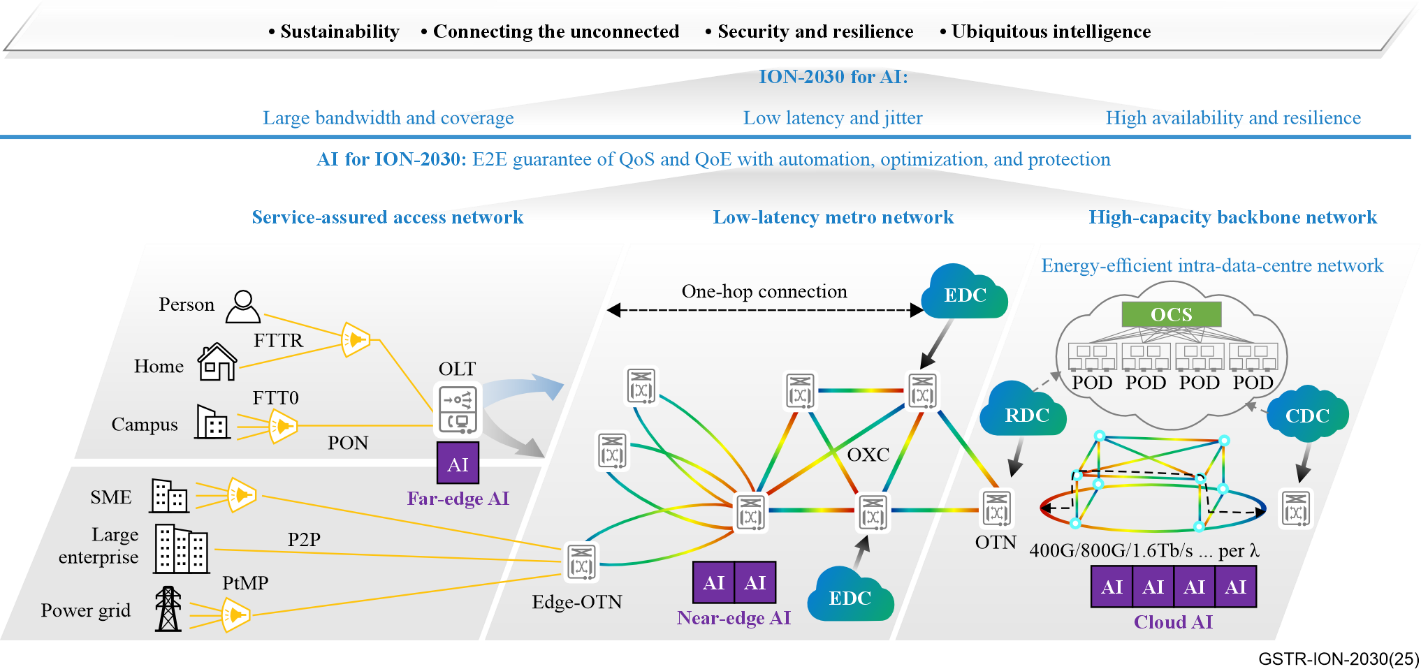 • Sustainability • Connecting the unconnected • Security and resilience • Ubiquitous intelligence
ION-2030 for AI:
Large bandwidth and coverage
Low latency and jitter
High availability and resilience
AI for ION-2030: E2E guarantee of QoS and QoE with automation, optimization, and protection
Service-assured access network
Low-latency metro network
High-capacity backbone network
Person
FTTR
Home
FTT0
Campus
PON
OLT
AI
Far-edge AI
SME
Large
enterprise
P2P
PtMP
Power grid
Edge-OTN
One-hop connection
EDC
OXC
AI AI
Near-edge AI
EDC
Energy-efficient intra-data-centre network
OCS
POD POD POD POD
RDC
CDC
OTN
400G/800G/1.6Tb/s ... per λ
AI AI AI AI
Cloud AI
GSTR-ION-2030(25)